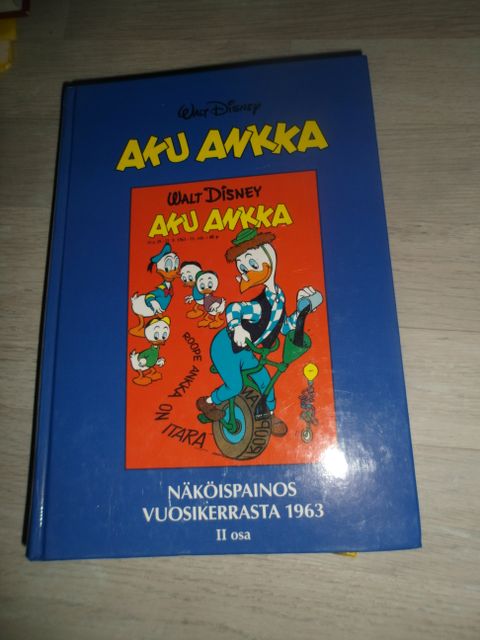 WALT DISNEY
AKU ANKKA
WALT DISNEY
AKU ANKKA
ROOPE ANKKA ON ITARA
NÄKÖISPAINOS
VUOSIKERRASTA 1963
II osa